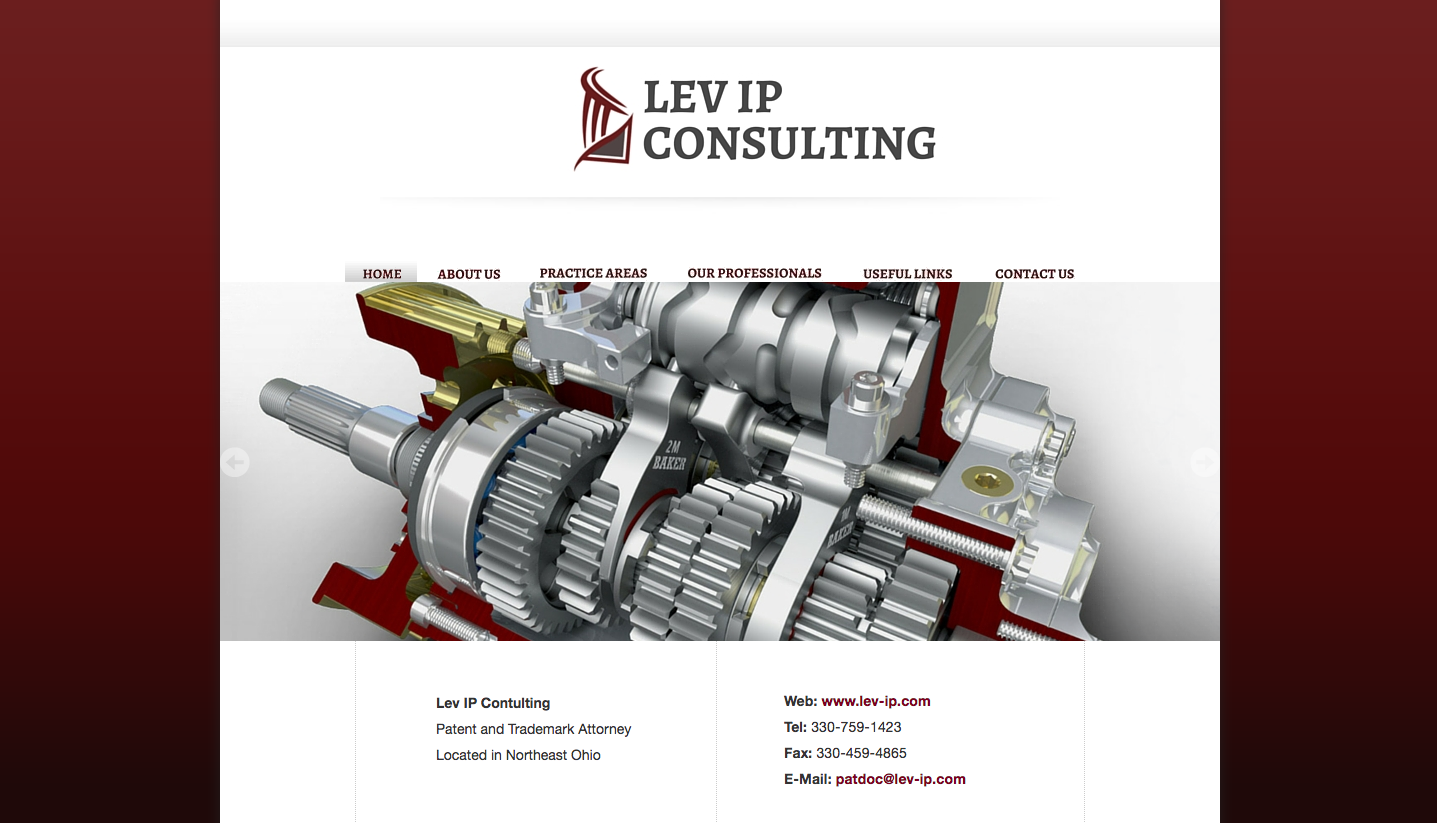 LEV IP
CONSULTING
HOME ABOUT US PRACTICE AREAS OUR PROFESSIONALS USEFUL LINKS CONTACT US
2M
BAKER
2M
BAKER
Lev IP Contulting
Patent and Trademark Attorney
Located in Northeast Ohio
Web: www.lev-ip.com
Tel: 330-759-1423
Fax: 330-459-4865
E-Mail: patdoc@lev-ip.com